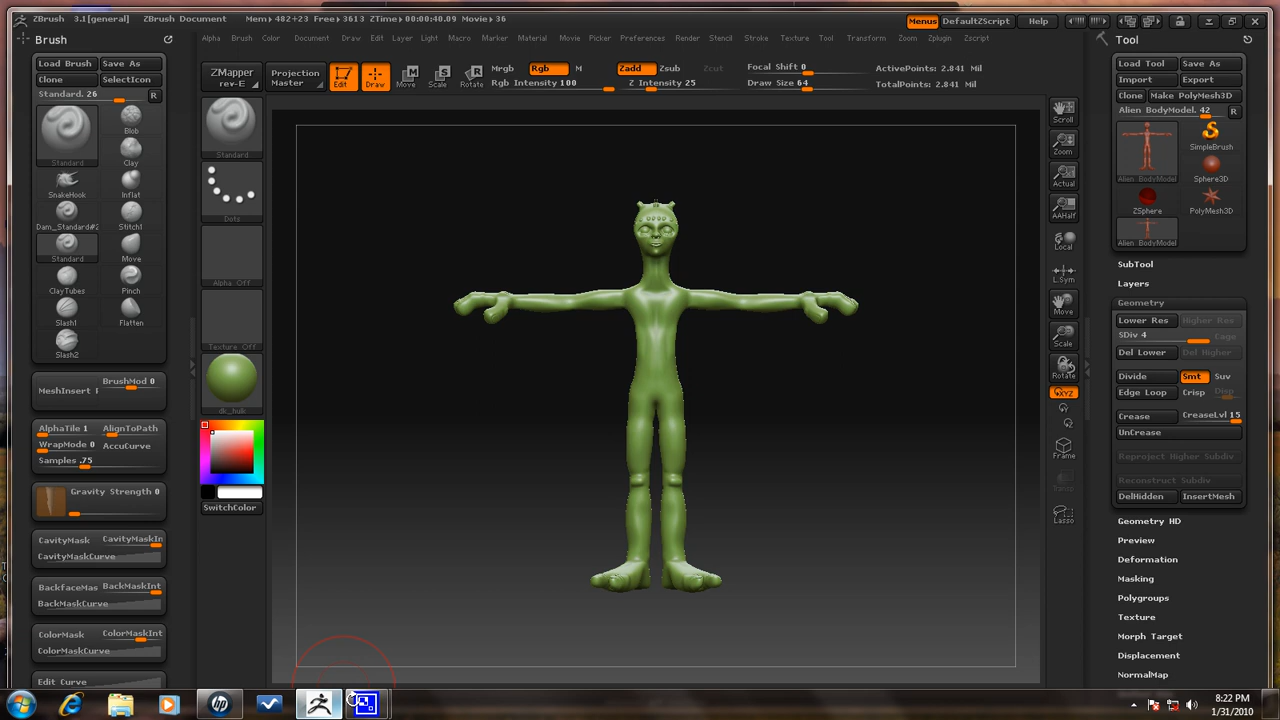 ZBrush 3.1[general] ZBrush Document Mem▸482+23 Free▸3613 ZTime▸00:00:40.09 Movie▸36 Menus DefaultZScript Help
Brush
Tool
Alpha Brush Color Document Draw Edit Layer Light Macro Marker Material Movie Picker Preferences Render Stencil Stroke Texture Tool Transform Zoom Zplugin Zscript
Load Brush Save As
Clone SelectIcon
Standard. 26 R
Standard
Blob
Clay
SnakeHook Inflat
Dam_Standard#2 Stitch1
Standard Move
ClayTubes Pinch
Slash1 Flatten
Slash2
BrushMod 0
AlphaTile 1 AlignToPath
WrapMode 0 AccuCurve
Samples .75
Gravity Strength 0
CavityMask
CavityMaskCurve
BackMaskInt
BackMaskCurve
ColorMask ColorMaskInt
ColorMaskCurve
Edit Curve
ZMapper
rev-E
Projection
Master
Edit Draw Move Scale Rotate
Mrgb Rgb M
Rgb Intensity 100
Zadd Zsub Zcut
Z Intensity 25
Focal Shift 0
Draw Size 64
ActivePoints: 2.841 Mil
TotalPoints: 2.841 Mil
Standard
Dots
Alpha Off
Texture Off
dk_hulk
SwitchColor
Scroll
Zoom
Actual
AAHalf
Local
L.Sym
Move
Scale
Rotate
XYZ
Frame
Transp
Lasso
Load Tool Save As
Import Export
Clone Make PolyMesh3D
Alien BodyModel. 42 R
Alien_BodyModel
SimpleBrush
Sphere3D
ZSphere PolyMesh3D
Alien_BodyModel
SubTool
Layers
Geometry
Lower Res Higher Res
SDiv 4 Cage
Del Lower Del Higher
Divide Smt Suv
Edge Loop Crisp Disp
Crease CreaseLvl 15
UnCrease
Reproject Higher Subdiv
Reconstruct Subdiv
DelHidden InsertMesh
Geometry HD
Preview
Deformation
Masking
Polygroups
Texture
Morph Target
Displacement
NormalMap
hp
8:22 PM
1/31/2010